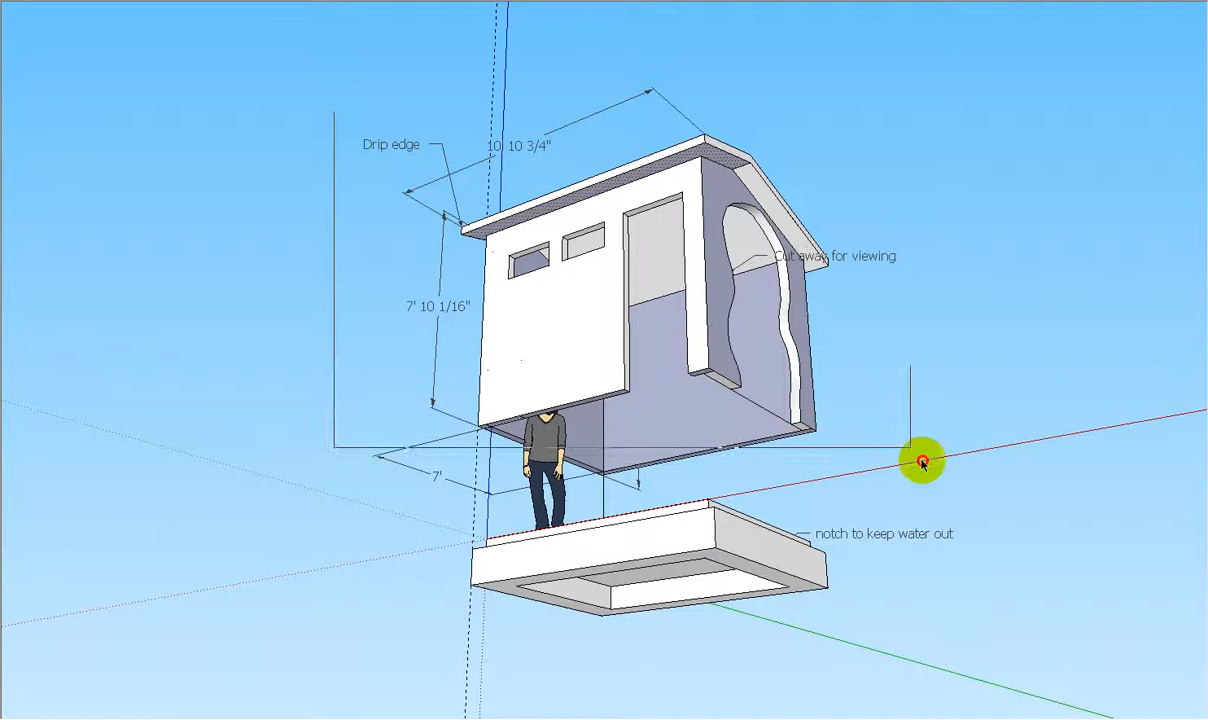 Drip edge
10' 10 3/4"
Cut away for viewing
7' 10 1/16"
7'
notch to keep water out